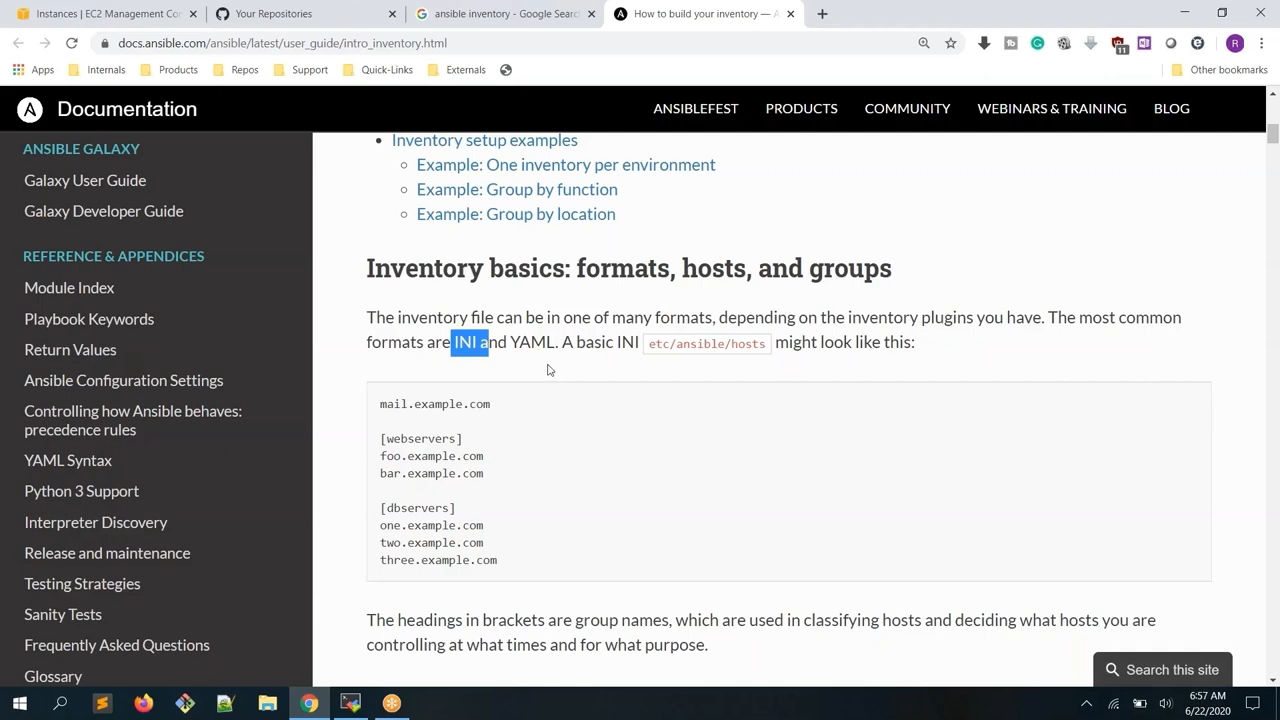 Instances | EC2 Management Con
Your Repositories
ansible inventory - Google Search
How to build your inventory — A
docs.ansible.com/ansible/latest/user_guide/intro_inventory.html
11
R
Apps
Internals
Products
Repos
Support
Quick-Links
Externals
Other bookmarks
A
Documentation
ANSIBLEFEST
PRODUCTS
COMMUNITY
WEBINARS & TRAINING
BLOG
ANSIBLE GALAXY
Galaxy User Guide
Galaxy Developer Guide
REFERENCE & APPENDICES
Module Index
Playbook Keywords
Return Values
Ansible Configuration Settings
Controlling how Ansible behaves:
precedence rules
YAML Syntax
Python 3 Support
Interpreter Discovery
Release and maintenance
Testing Strategies
Sanity Tests
Frequently Asked Questions
Glossary
Inventory setup examples
Example: One inventory per environment
Example: Group by function
Example: Group by location
Inventory basics: formats, hosts, and groups
The inventory file can be in one of many formats, depending on the inventory plugins you have. The most common
formats are INI and YAML. A basic INI etc/ansible/hosts might look like this:
mail.example.com
[webservers]
foo.example.com
bar.example.com
[dbservers]
one.example.com
two.example.com
three.example.com
The headings in brackets are group names, which are used in classifying hosts and deciding what hosts you are
controlling at what times and for what purpose.
Search this site
6:57 AM
6/22/2020